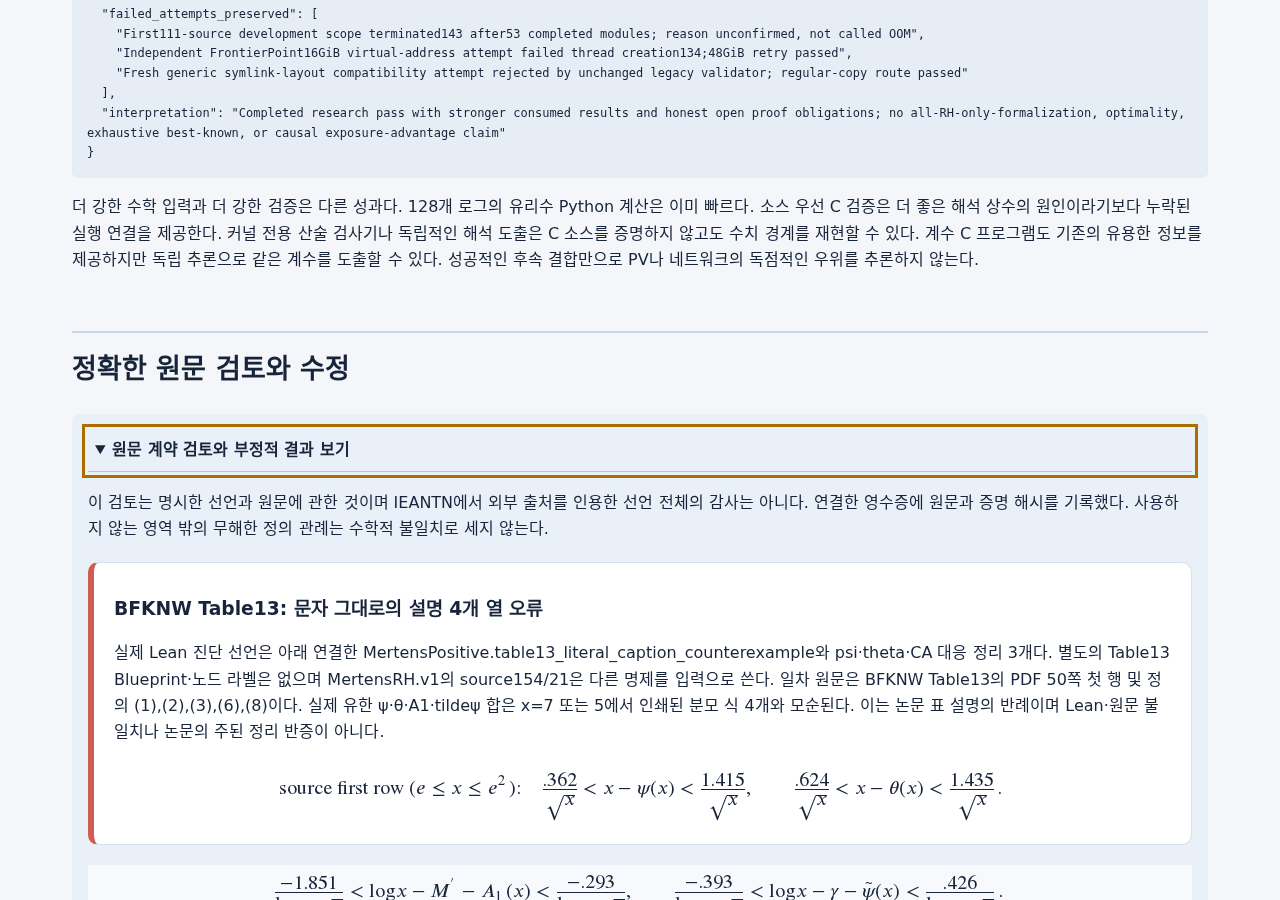 "failed_attempts_preserved": [
"First111-source development scope terminated143 after53 completed modules; reason unconfirmed, not called OOM",
"Independent FrontierPoint16GiB virtual-address attempt failed thread creation134;48GiB retry passed",
"Fresh generic symlink-layout compatibility attempt rejected by unchanged legacy validator; regular-copy route passed"
],
"interpretation": "Completed research pass with stronger consumed results and honest open proof obligations; no all-RH-only-formalization, optimality,
exhaustive best-known, or causal exposure-advantage claim"
}
더 강한 수학 입력과 더 강한 검증은 다른 성과다. 128개 로그의 유리수 Python 계산은 이미 빠르다. 소스 우선 C 검증은 더 좋은 해석 상수의 원인이라기보다 누락된
실행 연결을 제공한다. 커널 전용 산술 검사기나 독립적인 해석 도출은 C 소스를 증명하지 않고도 수치 경계를 재현할 수 있다. 계수 C 프로그램도 기존의 유용한 정보를
제공하지만 독립 추론으로 같은 계수를 도출할 수 있다. 성공적인 후속 결합만으로 PV나 네트워크의 독점적인 우위를 추론하지 않는다.
정확한 원문 검토와 수정
▼ 원문 계약 검토와 부정적 결과 보기
이 검토는 명시한 선언과 원문에 관한 것이며 IEANTN에서 외부 출처를 인용한 선언 전체의 감사는 아니다. 연결한 영수증에 원문과 증명 해시를 기록했다. 사용하
지 않는 영역 밖의 무해한 정의 관례는 수학적 불일치로 세지 않는다.
BFKNW Table13: 문자 그대로의 설명 4개 열 오류
실제 Lean 진단 선언은 아래 연결한 MertensPositive.table13_literal_caption_counterexample와 psi·theta·CA 대응 정리 3개다. 별도의 Table13
Blueprint·노드 라벨은 없으며 MertensRH.v1의 source154/21은 다른 명제를 입력으로 쓴다. 일차 원문은 BFKNW Table13의 PDF 50쪽 첫 행 및 정
의 (1),(2),(3),(6),(8)이다. 실제 유한 ψ·θ·A1·tildeψ 합은 x=7 또는 5에서 인쇄된 분모 식 4개와 모순된다. 이는 논문 표 설명의 반례이며 Lean·원문 불
일치나 논문의 주된 정리 반증이 아니다.
source first row (e ≤ x ≤ e²): .362/√x < x − ψ(x) < 1.415/√x, .624/√x < x − θ(x) < 1.435/√x.
−1.851 < logx − M′ − A₁(x) < −.293, −.393 < logx − γ − ψ̃(x) < .426.